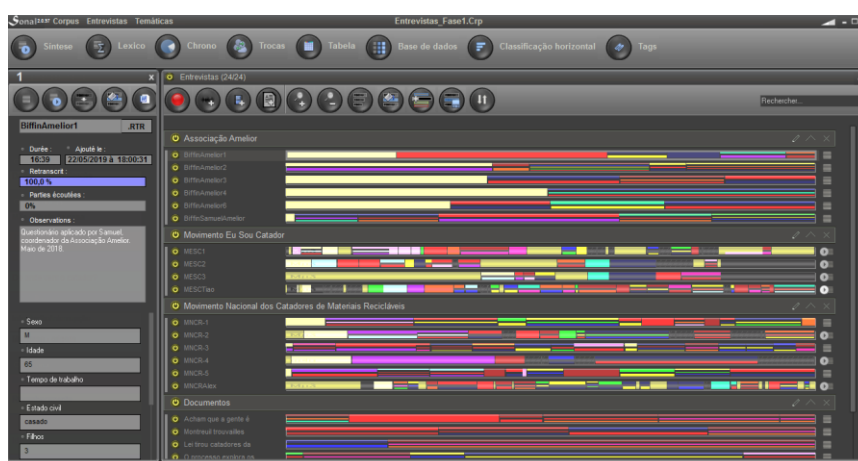 Sonal Corpus Entrevistas Temáticas
Entrevistas_Fase1.Crp
Síntese Lexico Chrono Trocas Tabela Base de dados Classificação horizontal Tags
1 x
BiffinAmelior1 .RTR
Durée : Ajouté le :
16:39 22/05/2019 à 18:00:31
Retranscrit :
100,0 %
Parties écoutées :
0%
Observations :
Questionário aplicado por Samuel,
coordenador da Associação Amelior.
Maio de 2018.
Sexo
M
Idade
65
Tempo de trabalho
Estado civil
casado
Filhos
3
Entrevistas (24/24)
Rechercher...
Associação Amelior
BiffinAmelior1
BiffinAmelior2
BiffinAmelior3
BiffinAmelior4
BiffinAmelior6
BiffinSamuelAmelior
Movimento Eu Sou Catador
MESC1
MESC2
MESC3
MESCTiao
Movimento Nacional dos Catadores de Materiais Recicláveis
MNCR-1
MNCR-2
MNCR-3
MNCR-4
MNCR-5
MNCRAlex
Documentos
Acham que a gente é
Montreuil trouvailles
Lei tirou catadores da
O processo explora os